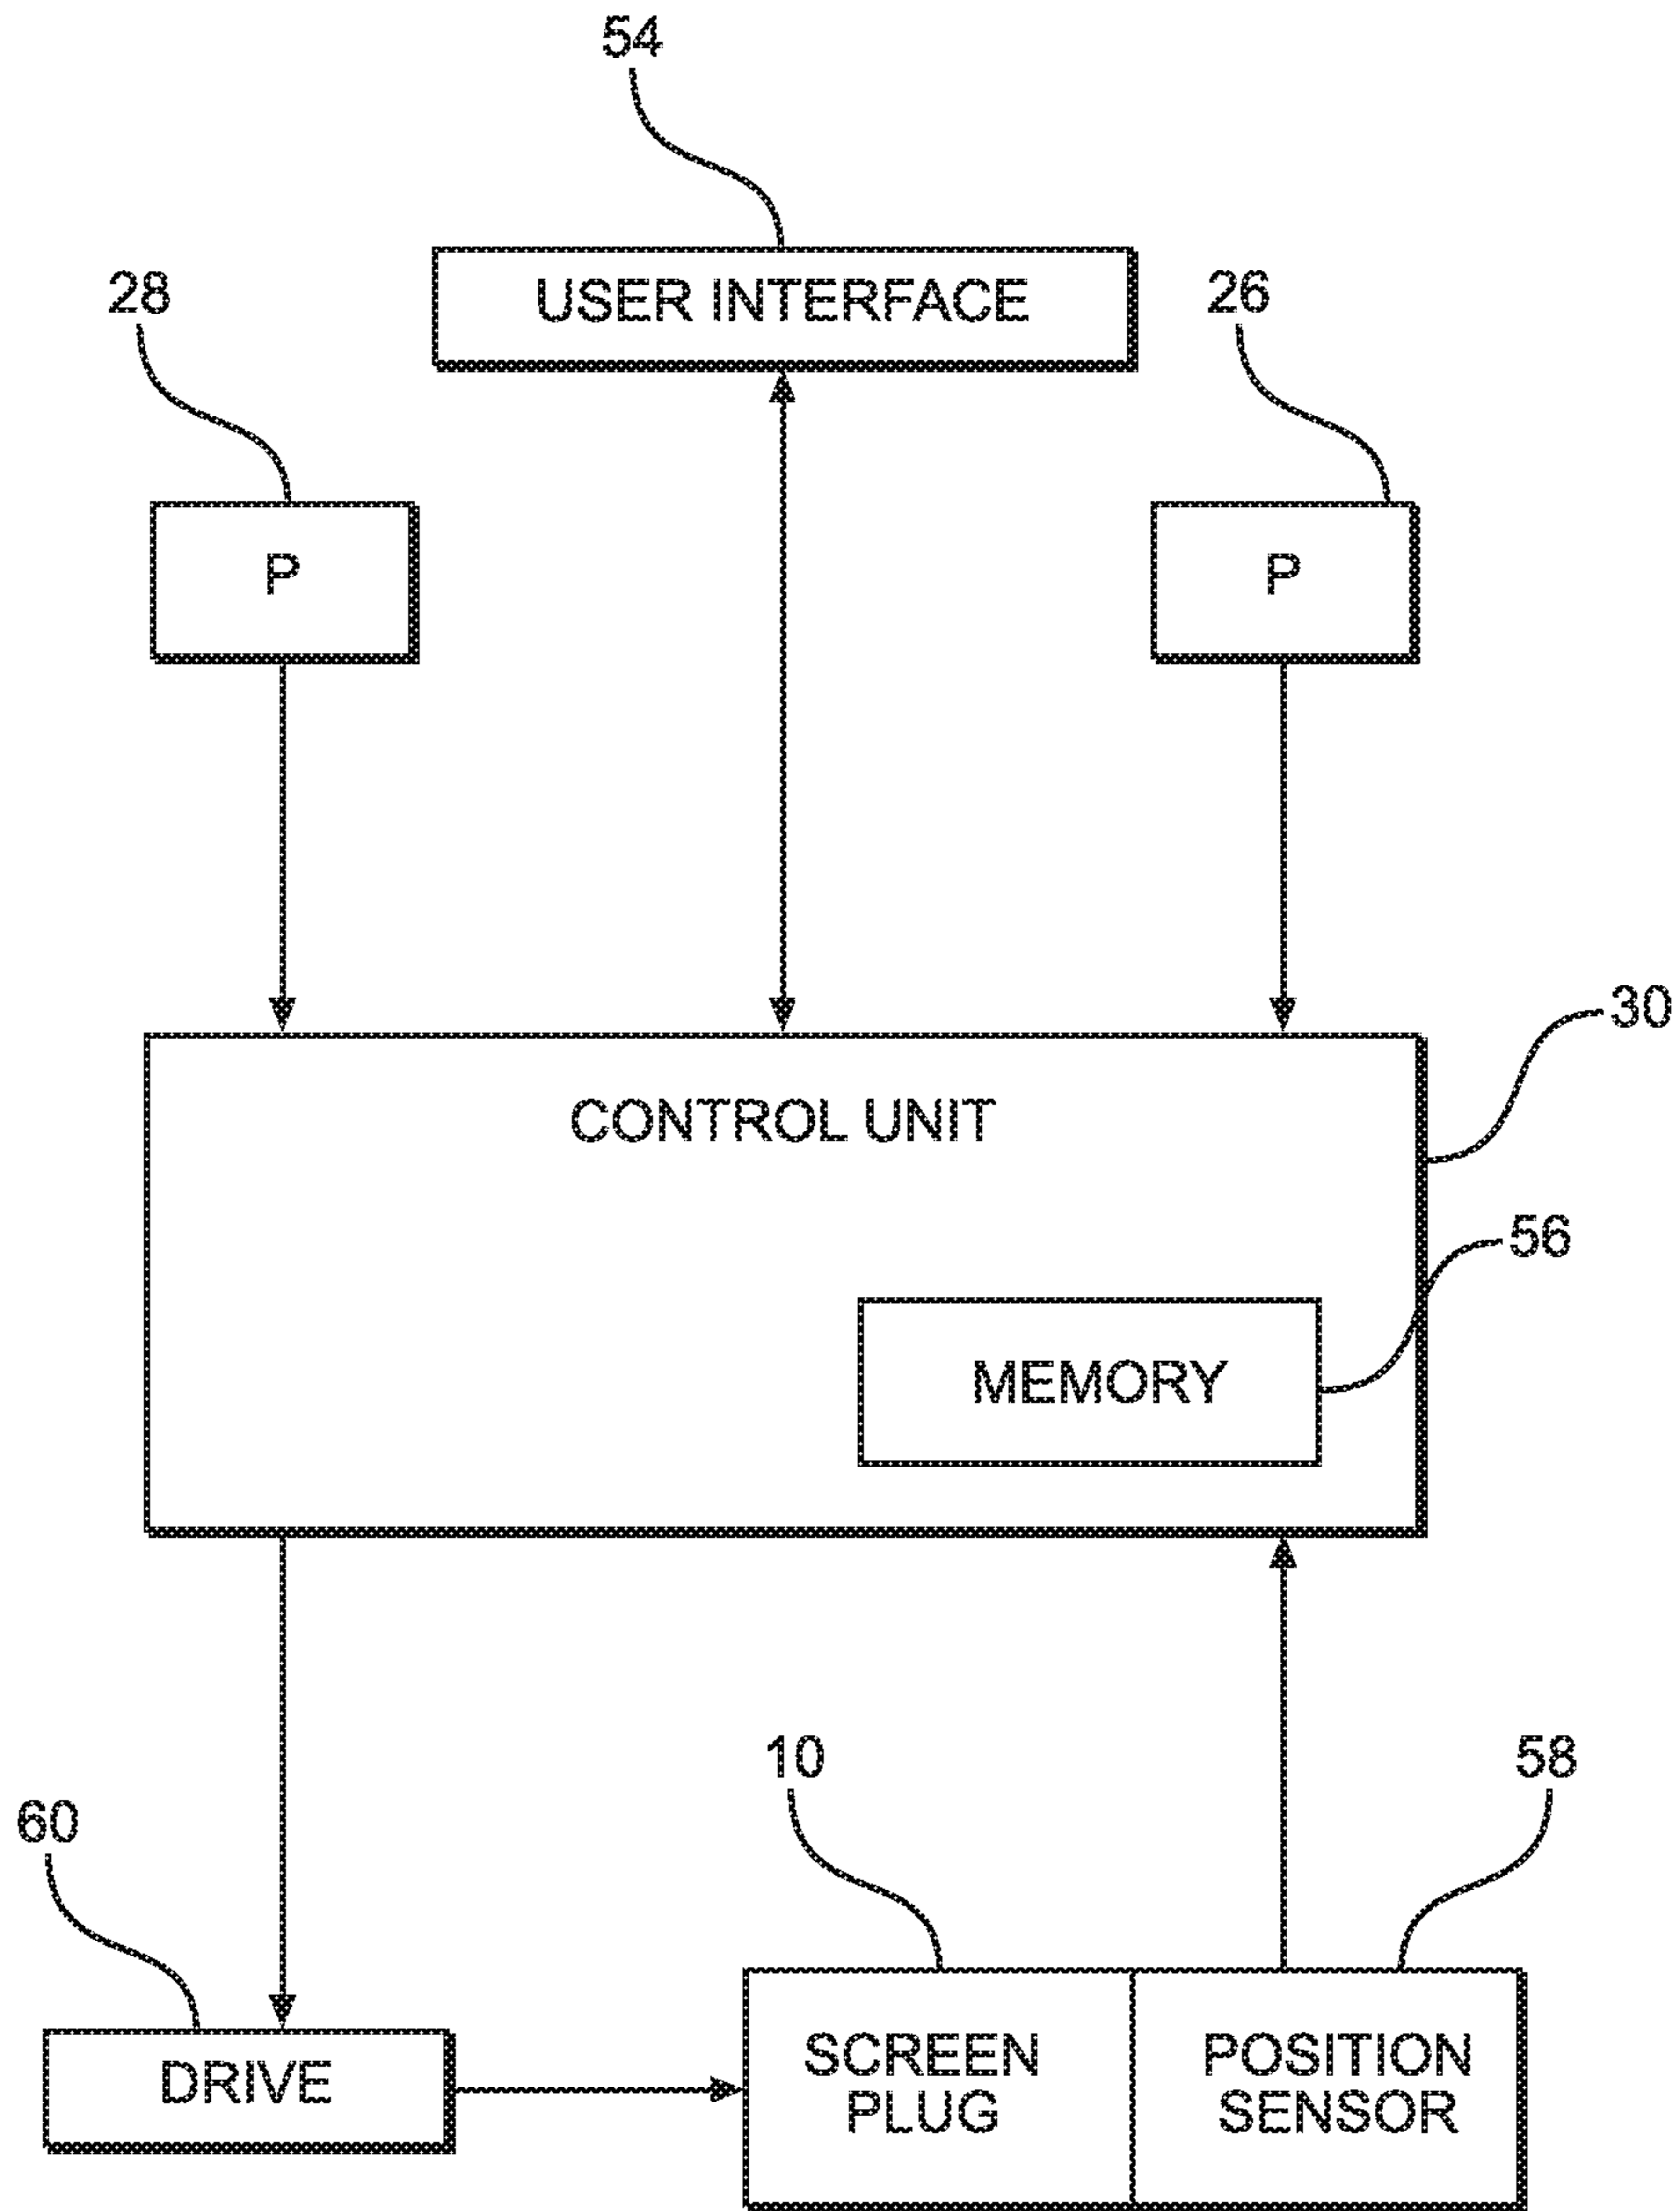 54
USER INTERFACE
28
26
P
P
30
CONTROL UNIT
56
MEMORY
10
58
60
SCREEN
PLUG
POSITION
SENSOR
DRIVE